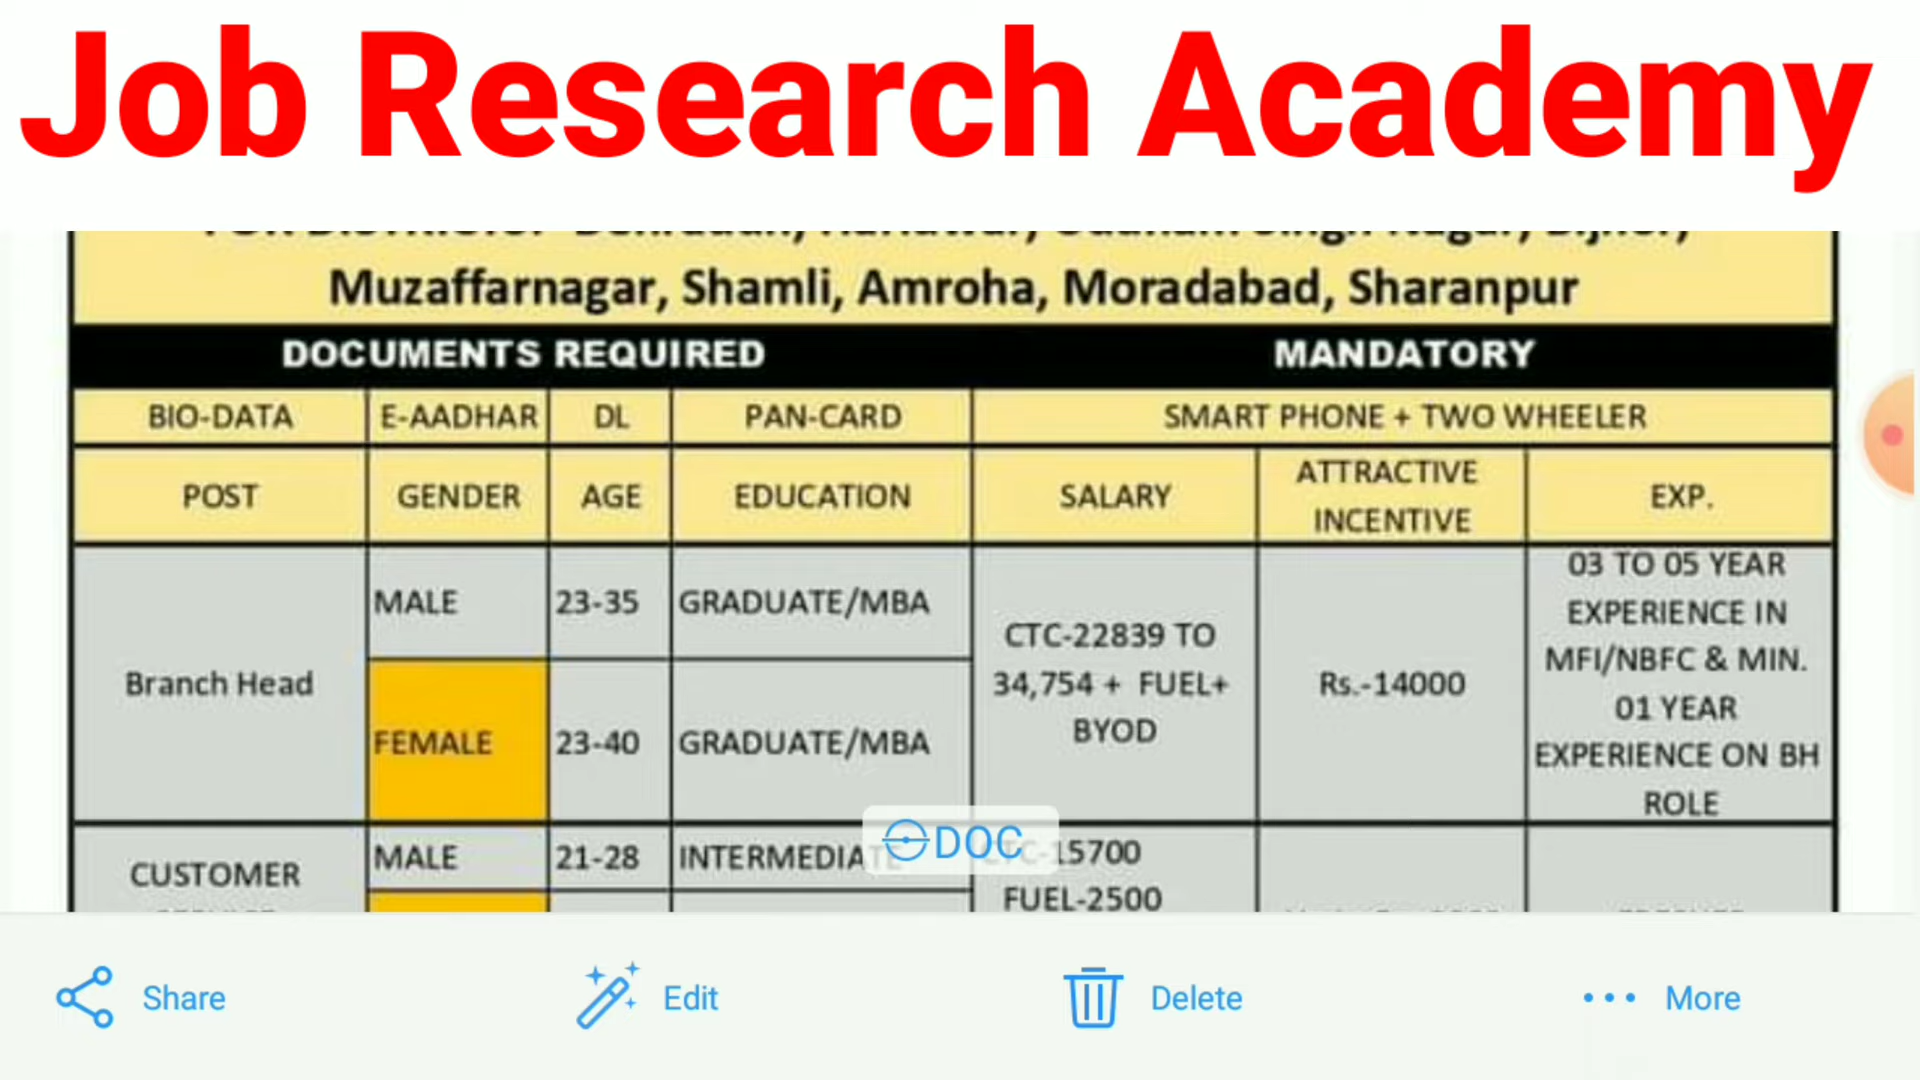 Job Research Academy
Muzaffarnagar, Shamli, Amroha, Moradabad, Sharanpur
DOCUMENTS REQUIRED MANDATORY
BIO-DATA E-AADHAR DL PAN-CARD SMART PHONE + TWO WHEELER
POST GENDER AGE EDUCATION SALARY ATTRACTIVE INCENTIVE EXP.
Branch Head
MALE 23-35 GRADUATE/MBA
FEMALE 23-40 GRADUATE/MBA
CTC-22839 TO
34,754 + FUEL+
BYOD
Rs.-14000
03 TO 05 YEAR
EXPERIENCE IN
MFI/NBFC & MIN.
01 YEAR
EXPERIENCE ON BH
ROLE
CUSTOMER
MALE 21-28 INTERMEDIATE
CTC-15700
FUEL-2500
DOC
Share Edit Delete More